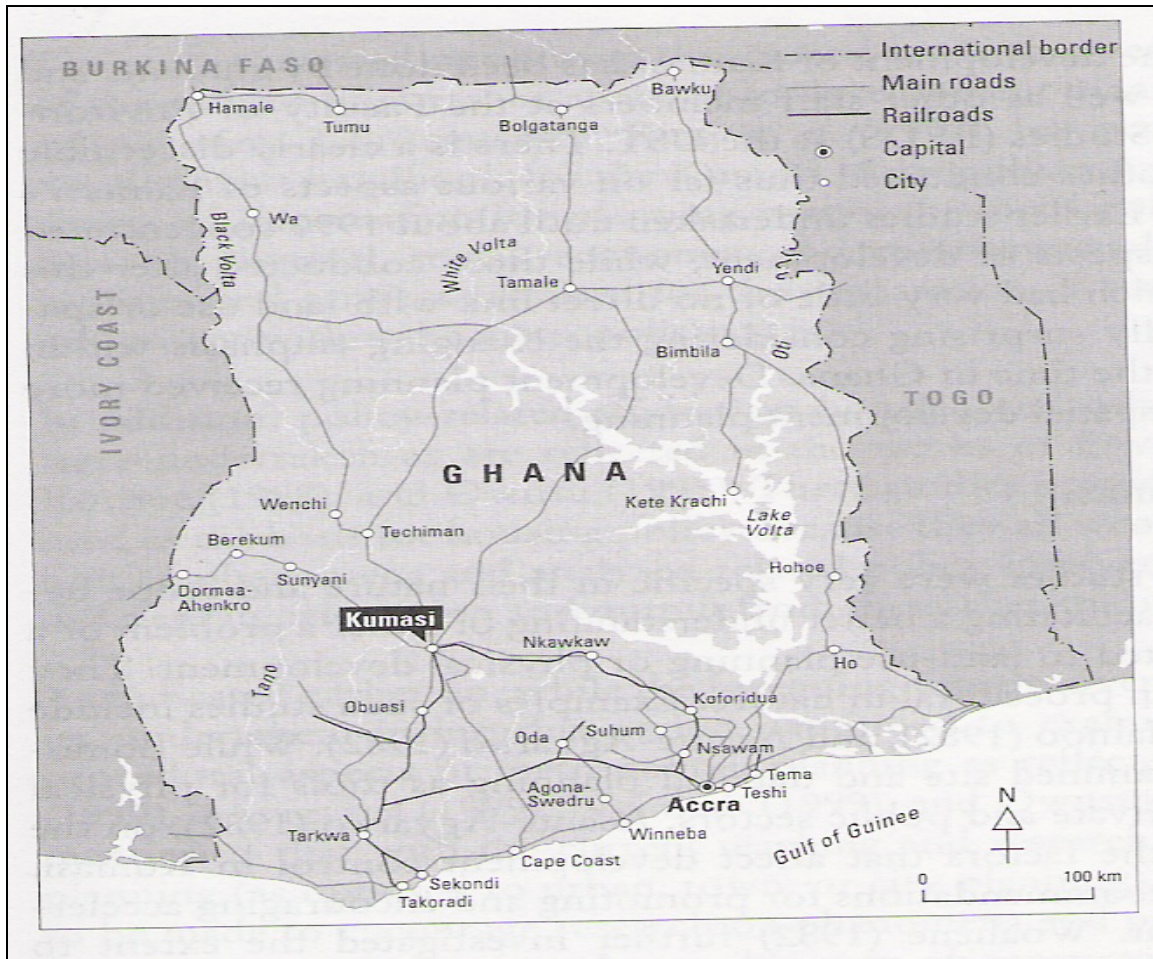 BURKINA FASO
International border
Main roads
Railroads
Capital
City
Hamale
Tumu
Bolgatanga
Bawku
Wa
Black Volta
White Volta
Tamale
Yendi
Bimbila
Oti
IVORY COAST
TOGO
GHANA
Wenchi
Techiman
Kete Krachi
Lake
Volta
Berekum
Sunyani
Dormaa-
Ahenkro
Hohoe
Kumasi
Nkawkaw
Ho
Tano
Obuasi
Koforidua
Oda
Suhum
Nsawam
Tema
Teshi
Agona-
Swedru
Accra
Winneba
Tarkwa
Cape Coast
Gulf of Guinee
N
Sekondi
Takoradi
0
100 km